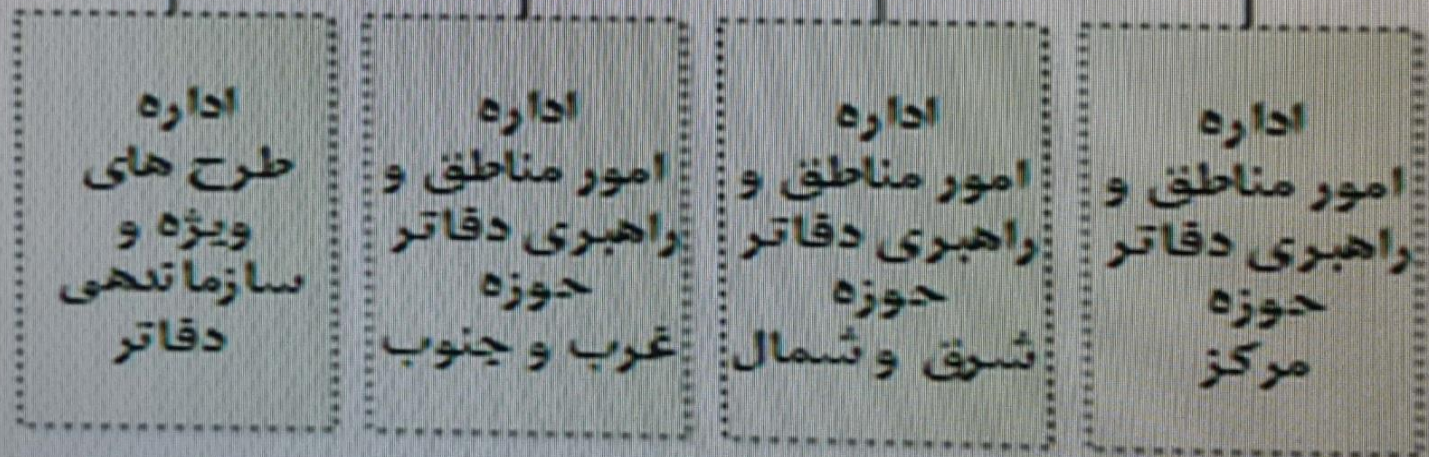 اداره
امور مناطق و
راهبری دفاتر
حوزه
مرکز
اداره
امور مناطق و
راهبری دفاتر
حوزه
شرق و شمال
اداره
امور مناطق و
راهبری دفاتر
حوزه
غرب و جنوب
اداره
طرح های
ویژه و
سازماندهی
دفاتر